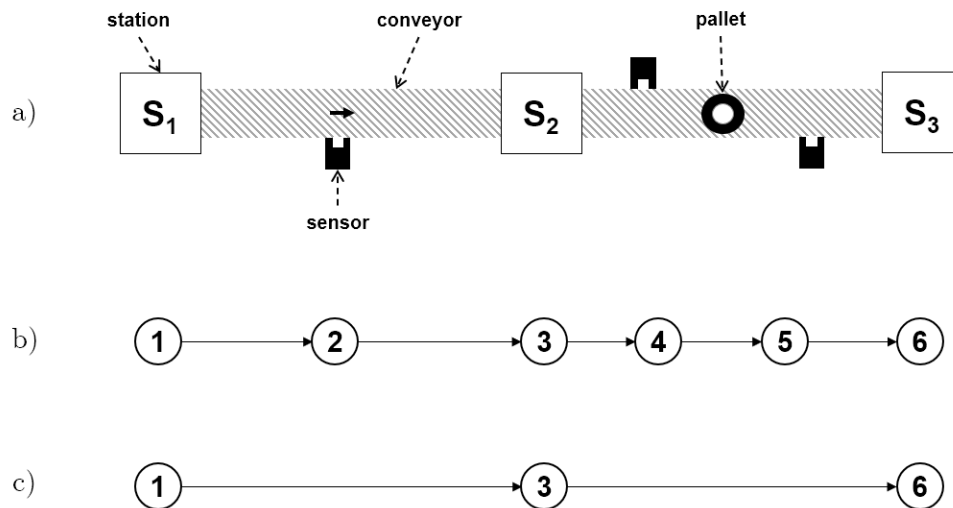 station conveyor pallet
a) S1 S2 S3
sensor
b) 1 2 3 4 5 6
c) 1 3 6